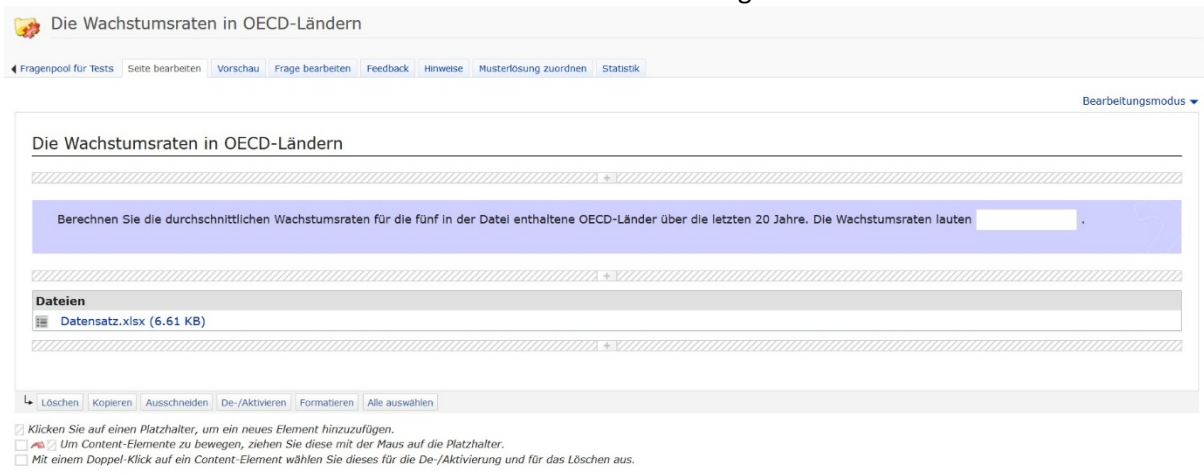 Die Wachstumsraten in OECD-Ländern
Fragenpool für Tests Seite bearbeiten Vorschau Frage bearbeiten Feedback Hinweise Musterlösung zuordnen Statistik
Bearbeitungsmodus
Die Wachstumsraten in OECD-Ländern
+
Berechnen Sie die durchschnittlichen Wachstumsraten für die fünf in der Datei enthaltene OECD-Länder über die letzten 20 Jahre. Die Wachstumsraten lauten .
+
Dateien
Datensatz.xlsx (6.61 KB)
+
Löschen Kopieren Ausschneiden De-/Aktivieren Formatieren Alle auswählen
Klicken Sie auf einen Platzhalter, um ein neues Element hinzuzufügen.
Um Content-Elemente zu bewegen, ziehen Sie diese mit der Maus auf die Platzhalter.
Mit einem Doppel-Klick auf ein Content-Element wählen Sie dieses für die De-/Aktivierung und für das Löschen aus.